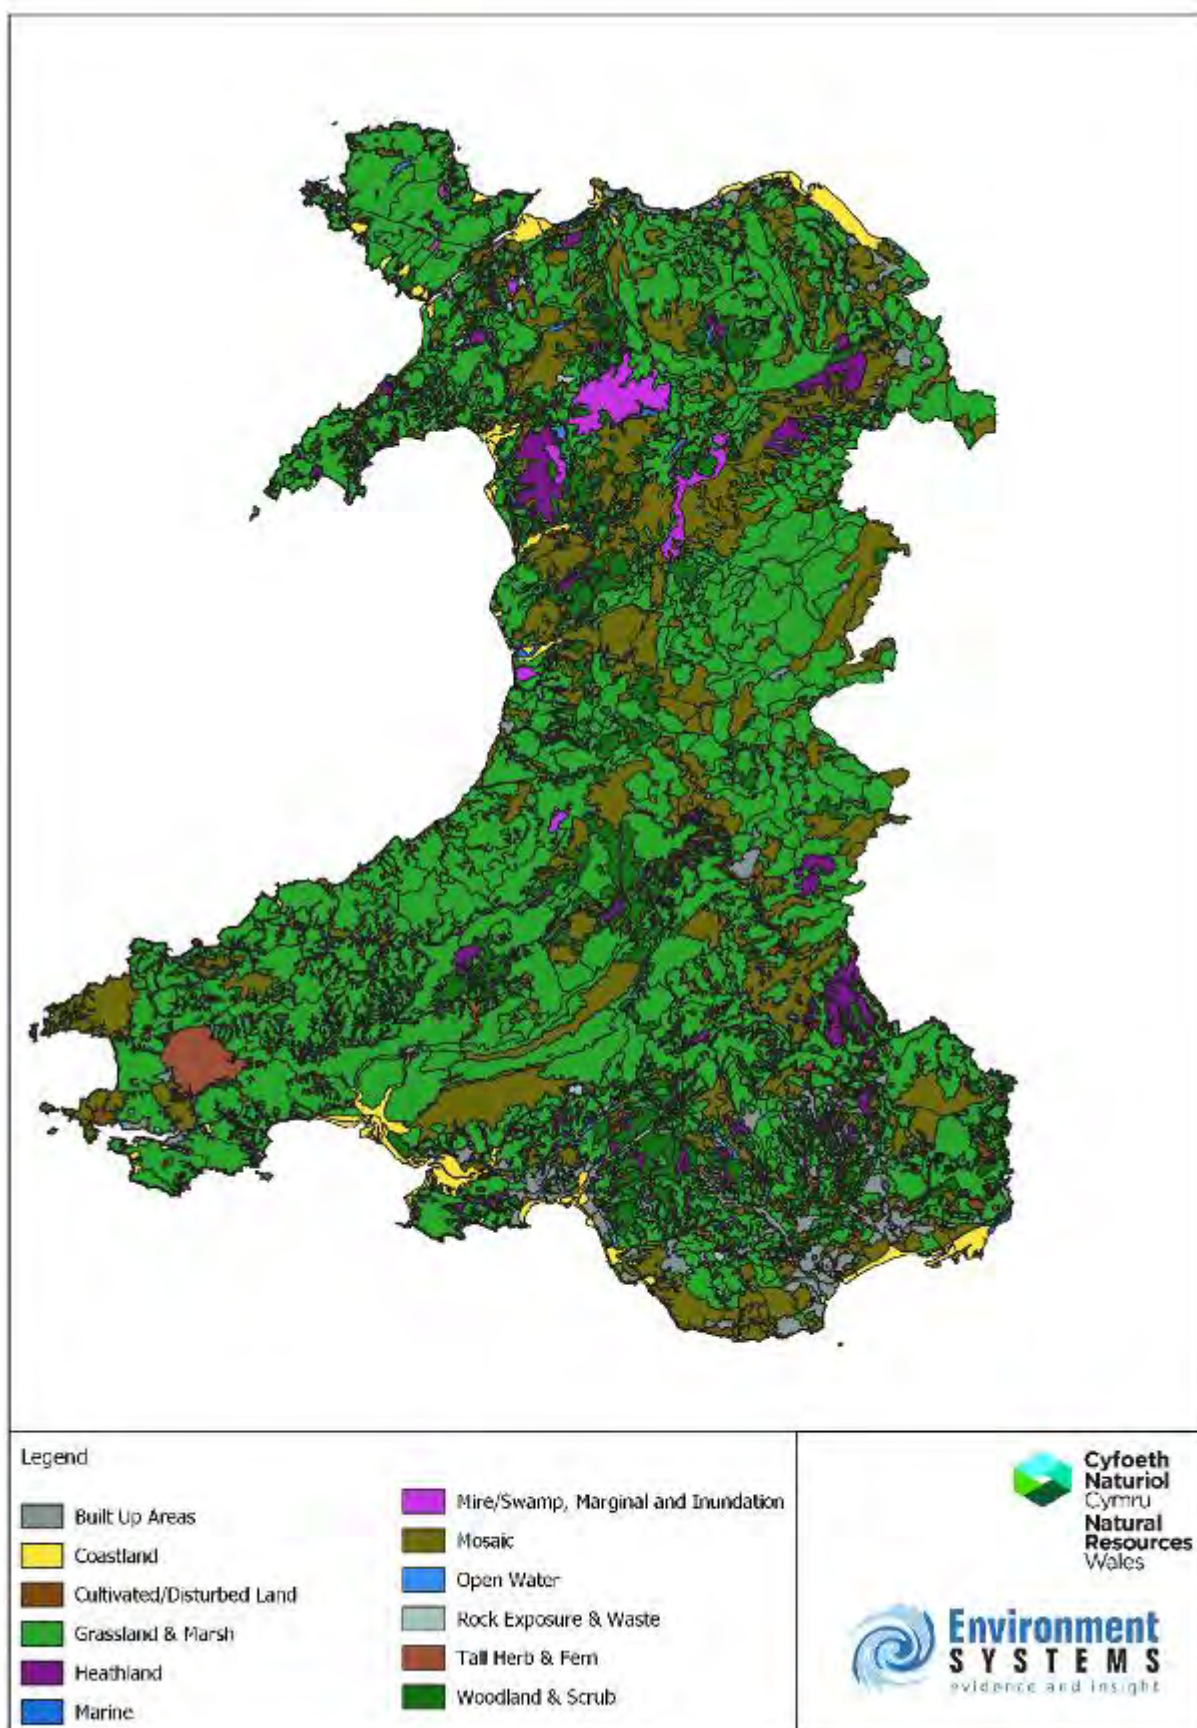 Legend
Built Up Areas
Coastland
Cultivated/Disturbed Land
Grassland & Marsh
Heathland
Marine
Mire/Swamp, Marginal and Inundation
Mosaic
Open Water
Rock Exposure & Waste
Tall Herb & Fern
Woodland & Scrub
Cyfoeth
Naturiol
Cymru
Natural
Resources
Wales
Environment
SYSTEMS
evidence and insight